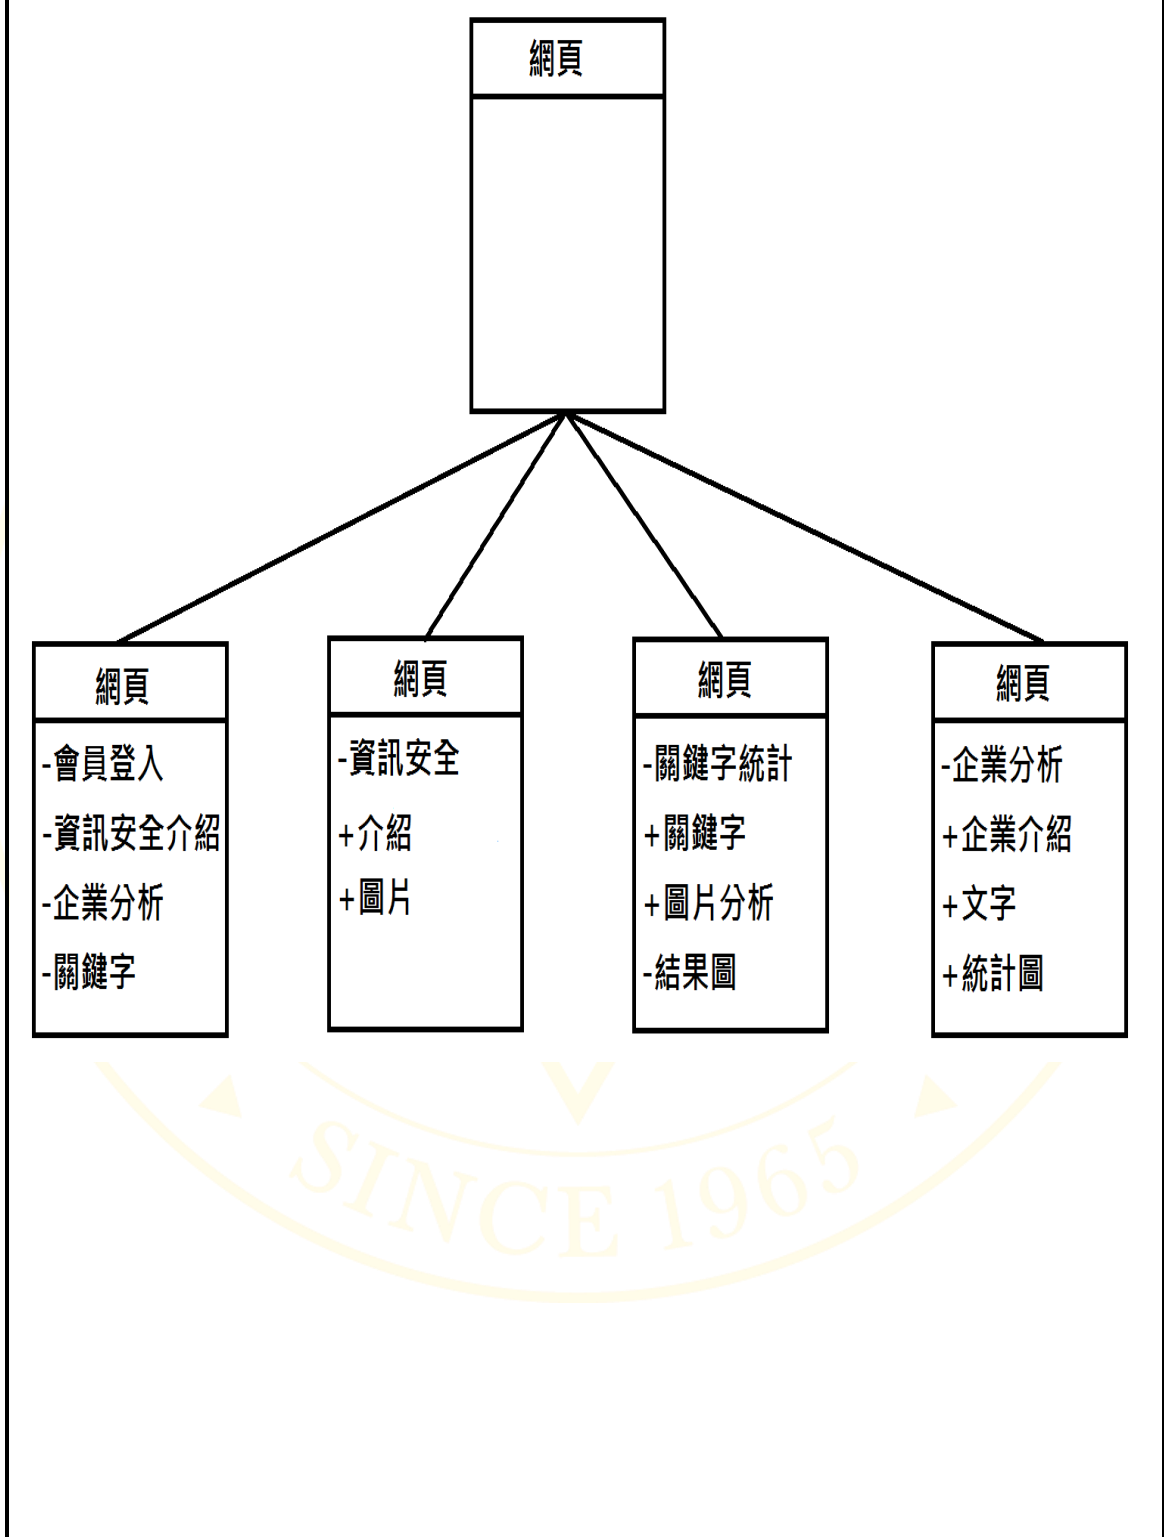 網頁
網頁
-會員登入
-資訊安全介紹
-企業分析
-關鍵字
網頁
-資訊安全
+介紹
+圖片
網頁
-關鍵字統計
+關鍵字
+圖片分析
-結果圖
網頁
-企業分析
+企業介紹
+文字
+統計圖
SINCE 1965